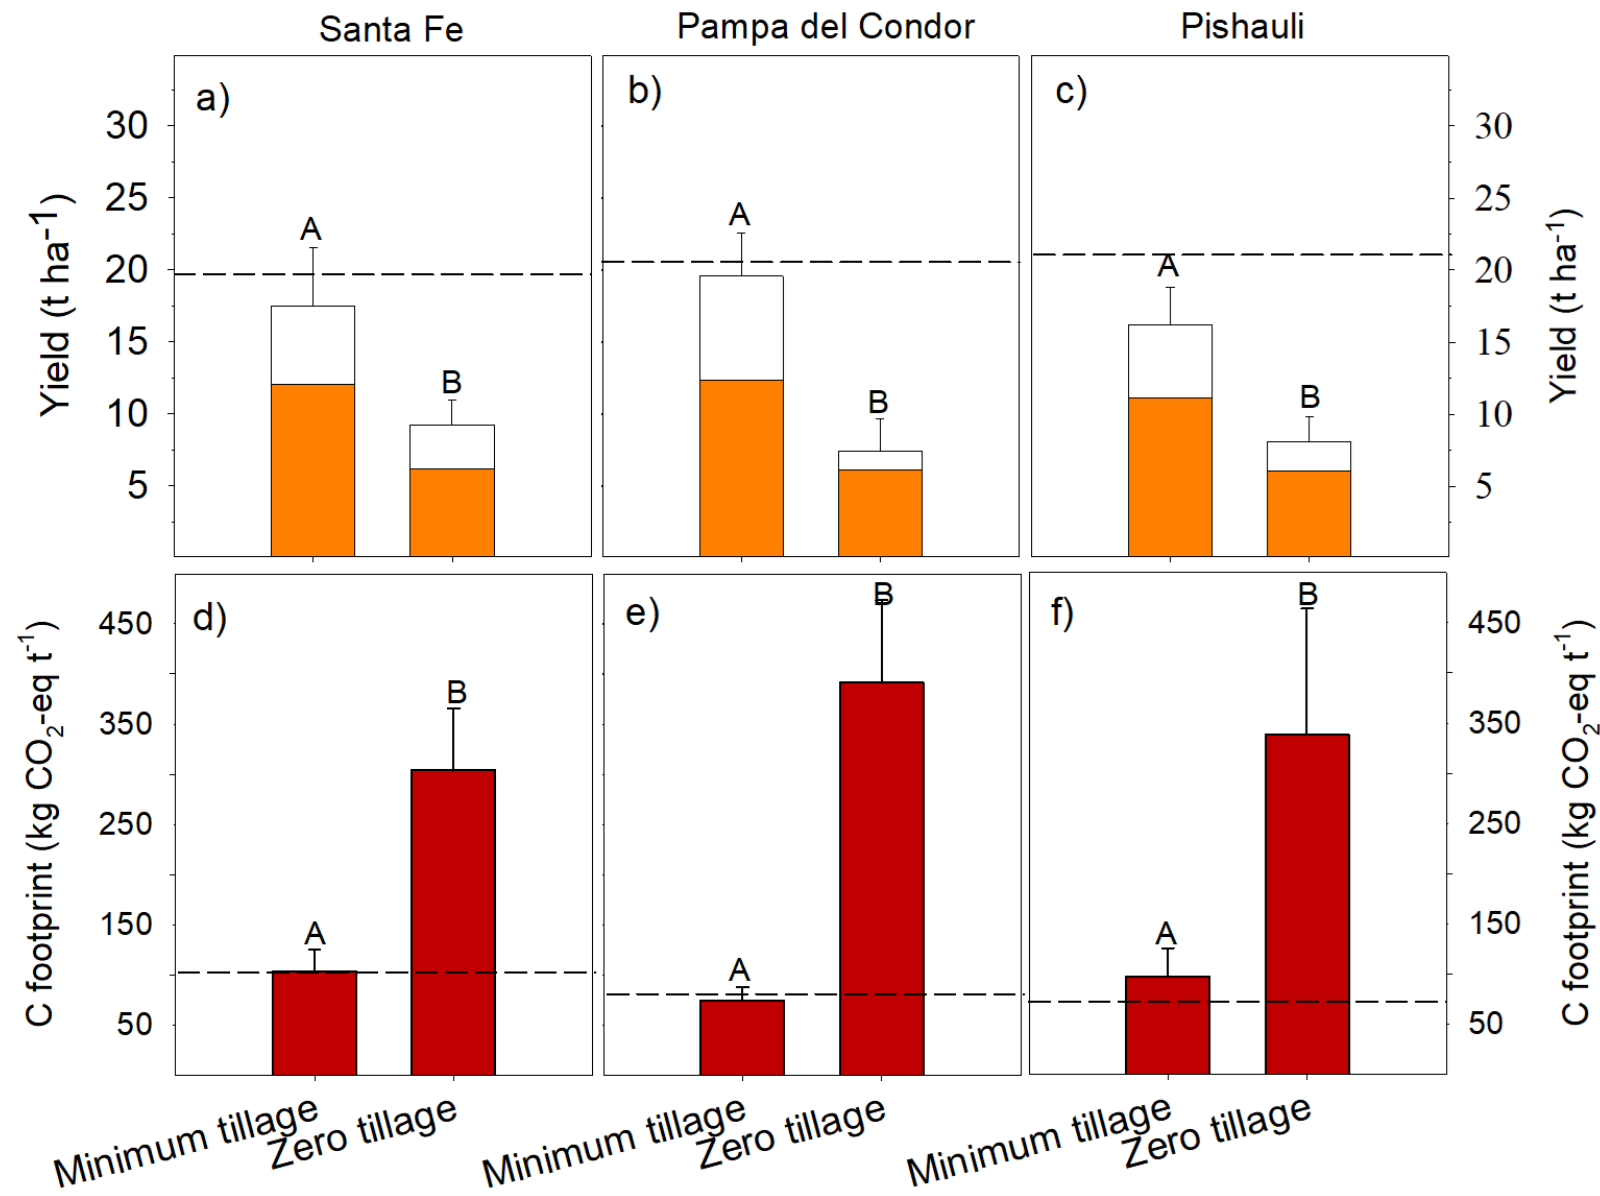 Santa Fe
Pampa del Condor
Pishauli
a)
b)
c)
Yield (t ha⁻¹)
30
25
20
15
10
5
A
B
A
B
A
B
30
25
20
15
10
5
Yield (t ha⁻¹)
d)
e)
f)
C footprint (kg CO₂-eq t⁻¹)
450
350
250
150
50
A
B
A
B
A
B
450
350
250
150
50
C footprint (kg CO₂-eq t⁻¹)
Minimum tillage
Zero tillage
Minimum tillage
Zero tillage
Minimum tillage
Zero tillage